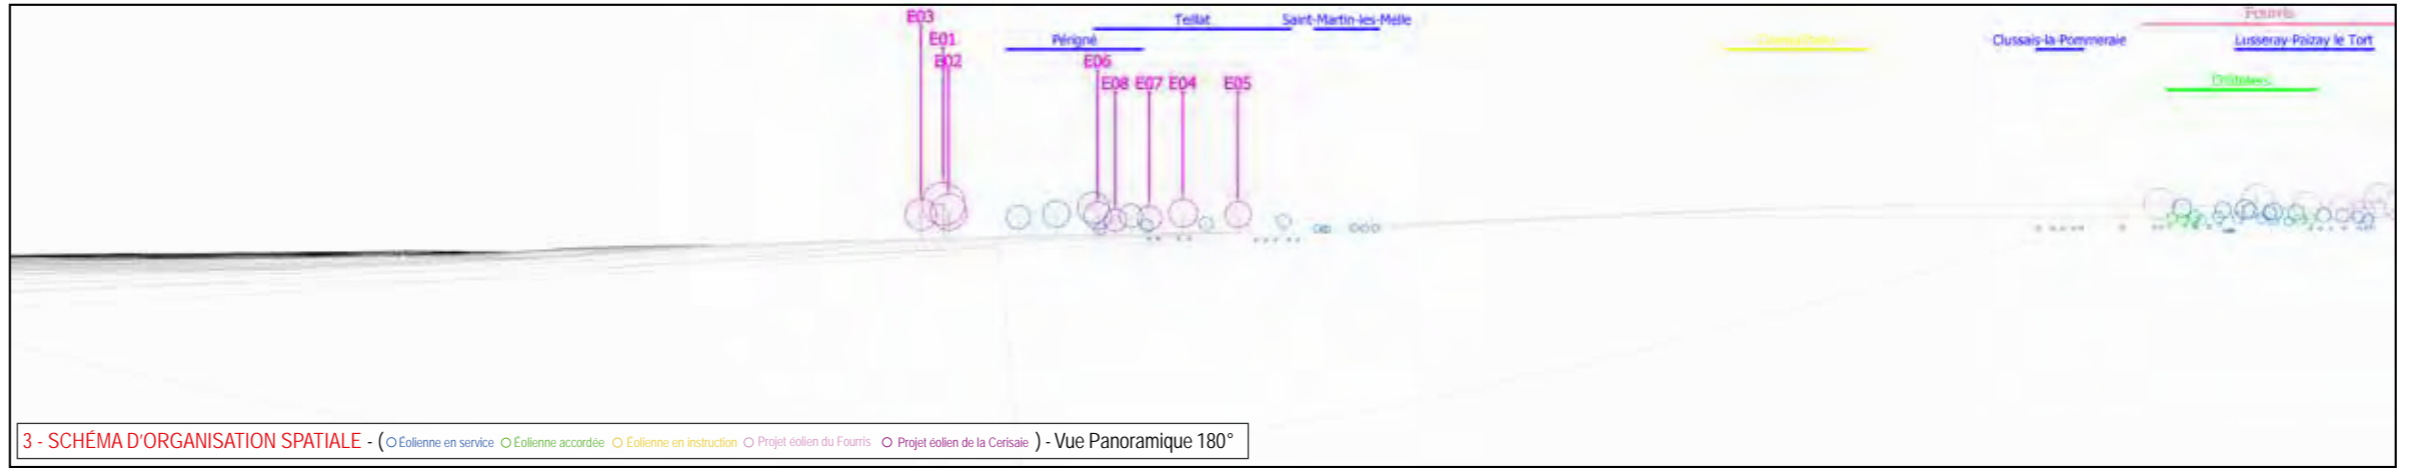 E03 Teillat Saint-Martin-les-Melle Fourris
E01 Périgné Clussais-la-Pommeraie Lusseray-Paizay le Tort
E02 E06
E08 E07 E04 E05
3 - SCHÉMA D'ORGANISATION SPATIALE - ( Éolienne en service Éolienne accordée Éolienne en instruction Projet éolien du Fourris Projet éolien de la Cerisaie ) - Vue Panoramique 180°